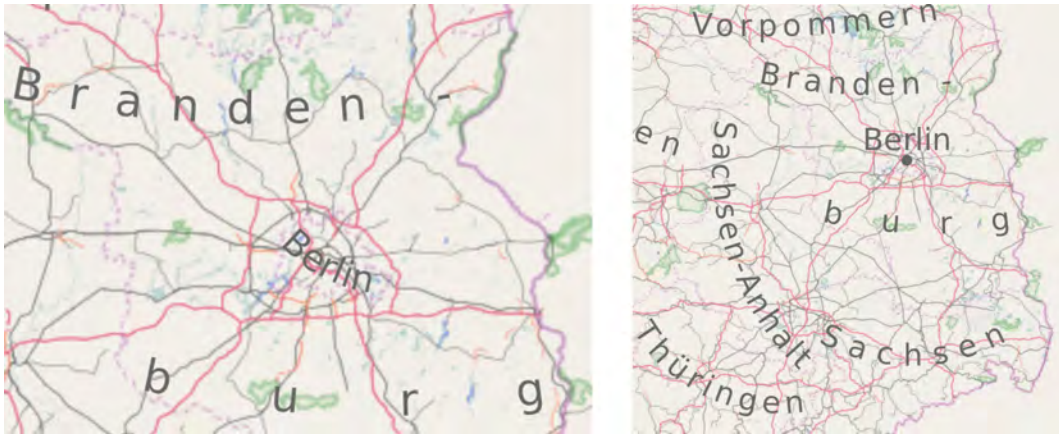 Branden-
Berlin
burg
Vorpommern
Branden-
en
Sachsen-Anhalt
Berlin
burg
Sachsen
Thüringen